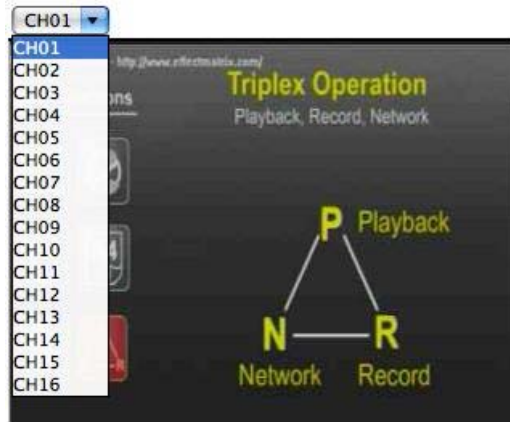 CH01
CH01
CH02
CH03
CH04
CH05
CH06
CH07
CH08
CH09
CH10
CH11
CH12
CH13
CH14
CH15
CH16
http://www.effectmatrix.com/
Triplex Operation
Playback, Record, Network
P Playback
N R
Network Record